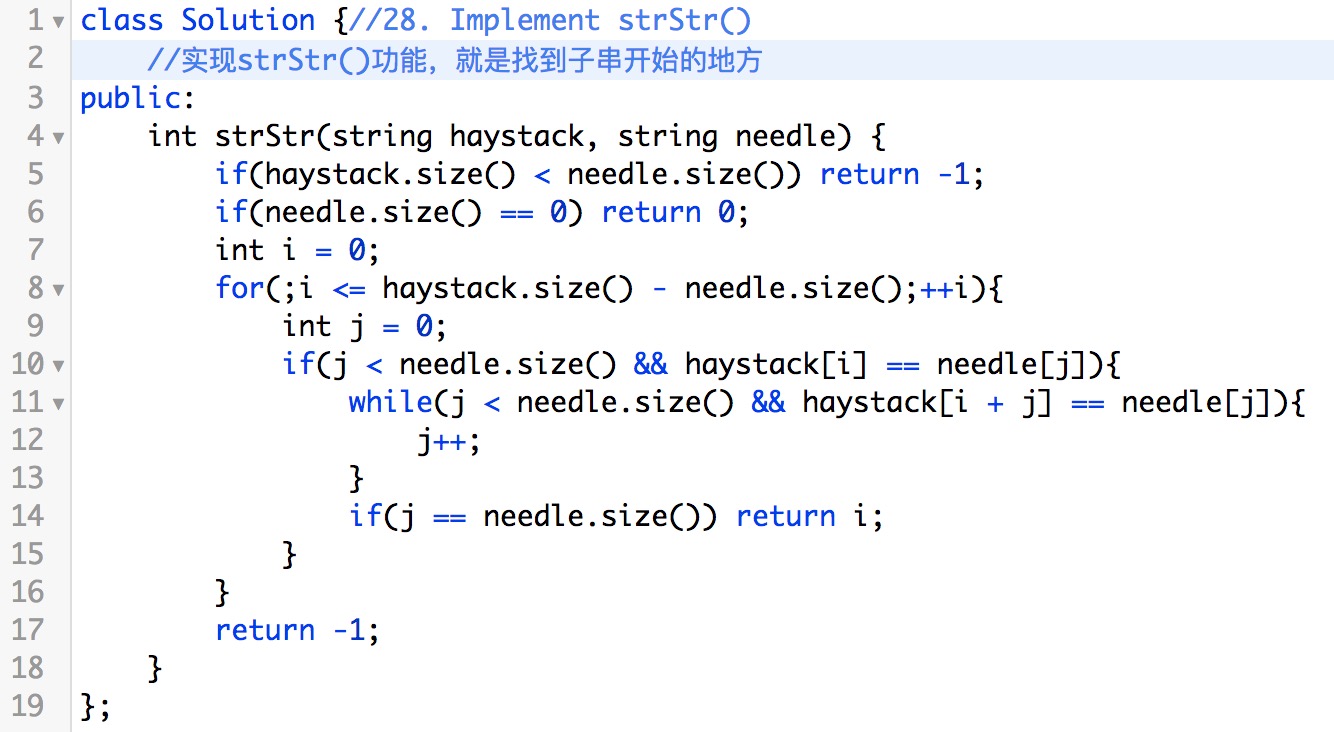 1 class Solution {//28. Implement strStr()
2     //实现strStr()功能，就是找到子串开始的地方
3 public:
4     int strStr(string haystack, string needle) {
5         if(haystack.size() < needle.size()) return -1;
6         if(needle.size() == 0) return 0;
7         int i = 0;
8         for(;i <= haystack.size() - needle.size();++i){
9             int j = 0;
10             if(j < needle.size() && haystack[i] == needle[j]){
11                 while(j < needle.size() && haystack[i + j] == needle[j]){
12                     j++;
13                 }
14                 if(j == needle.size()) return i;
15             }
16         }
17         return -1;
18     }
19 };